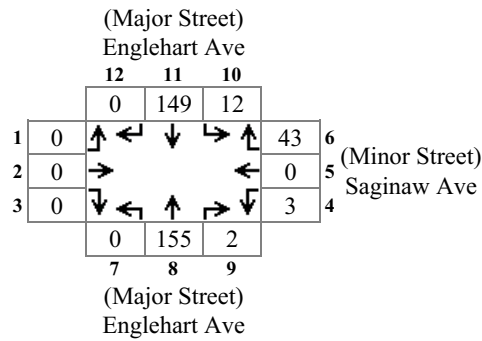 (Major Street)
Englehart Ave
12 11 10
0 149 12
1 0 43 6
2 0 0 5
3 0 3 4
(Minor Street)
Saginaw Ave
0 155 2
7 8 9
(Major Street)
Englehart Ave